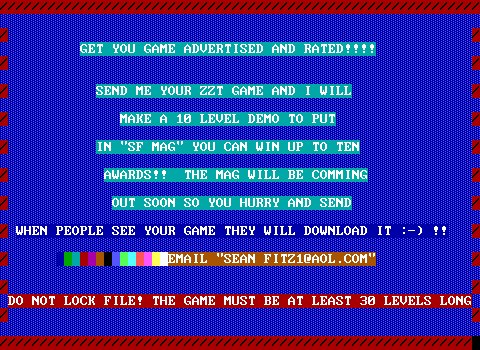 GET YOU GAME ADVERTISED AND RATED!!!!
SEND ME YOUR ZZT GAME AND I WILL
MAKE A 10 LEVEL DEMO TO PUT
IN "SF MAG" YOU CAN WIN UP TO TEN
AWARDS!!  THE MAG WILL BE COMMING
OUT SOON SO YOU HURRY AND SEND
WHEN PEOPLE SEE YOUR GAME THEY WILL DOWNLOAD IT :-) !!
EMAIL "SEAN FITZ1@AOL.COM"
DO NOT LOCK FILE! THE GAME MUST BE AT LEAST 30 LEVELS LONG